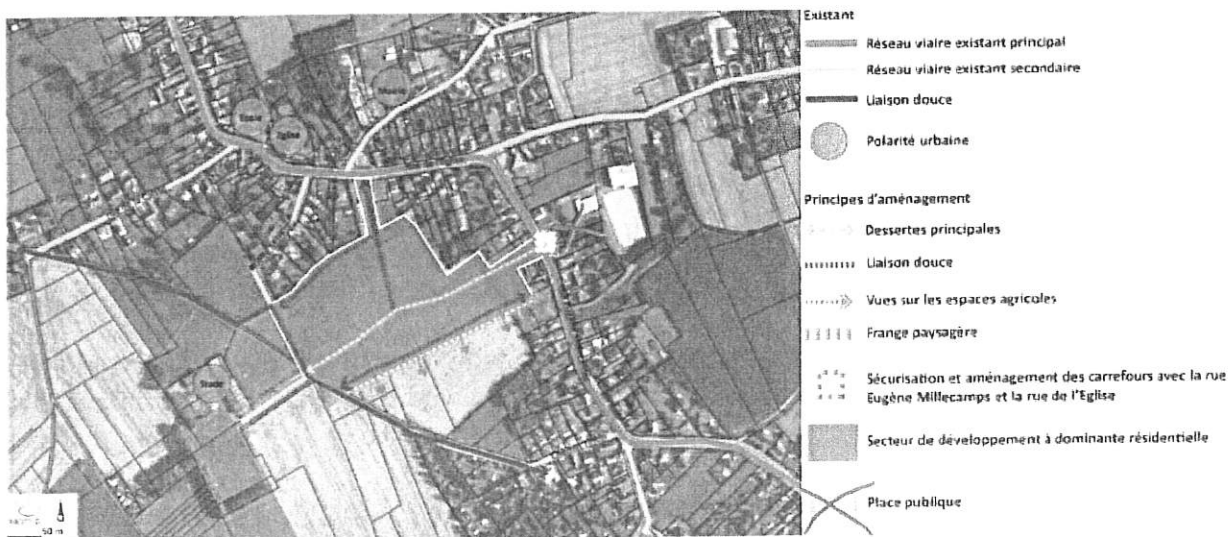 Existant
Réseau viaire existant principal
Réseau viaire existant secondaire
Liaison douce
Polarité urbaine
Principes d'aménagement
Dessertes principales
Liaison douce
Vues sur les espaces agricoles
Frange paysagère
Sécurisation et aménagement des carrefours avec la rue
Eugène Millecamps et la rue de l'Eglise
Secteur de développement à dominante résidentielle
Place publique
Mairie
Ecole
Eglise
Stade
50 m